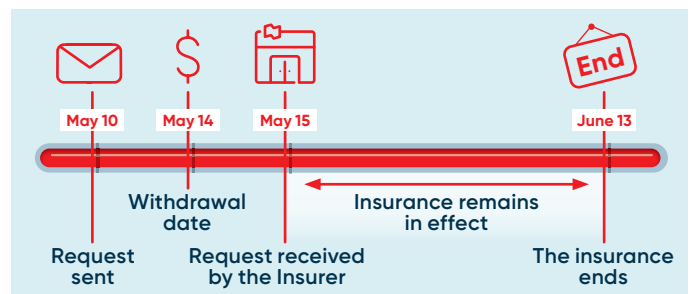 End
May 10
May 14
May 15
June 13
Withdrawal
date
Insurance remains
in effect
Request
sent
Request received
by the Insurer
The insurance
ends